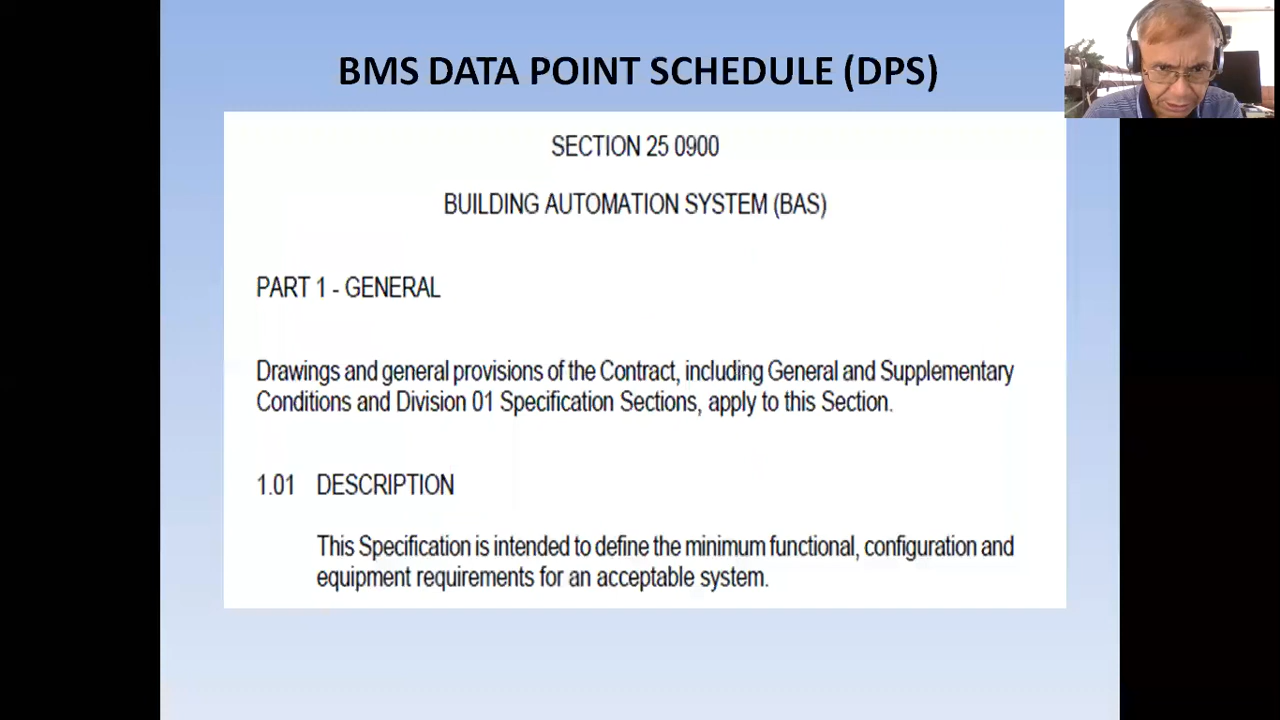 BMS DATA POINT SCHEDULE (DPS)
SECTION 25 0900
BUILDING AUTOMATION SYSTEM (BAS)
PART 1 - GENERAL
Drawings and general provisions of the Contract, including General and Supplementary
Conditions and Division 01 Specification Sections, apply to this Section.
1.01 DESCRIPTION
This Specification is intended to define the minimum functional, configuration and
equipment requirements for an acceptable system.